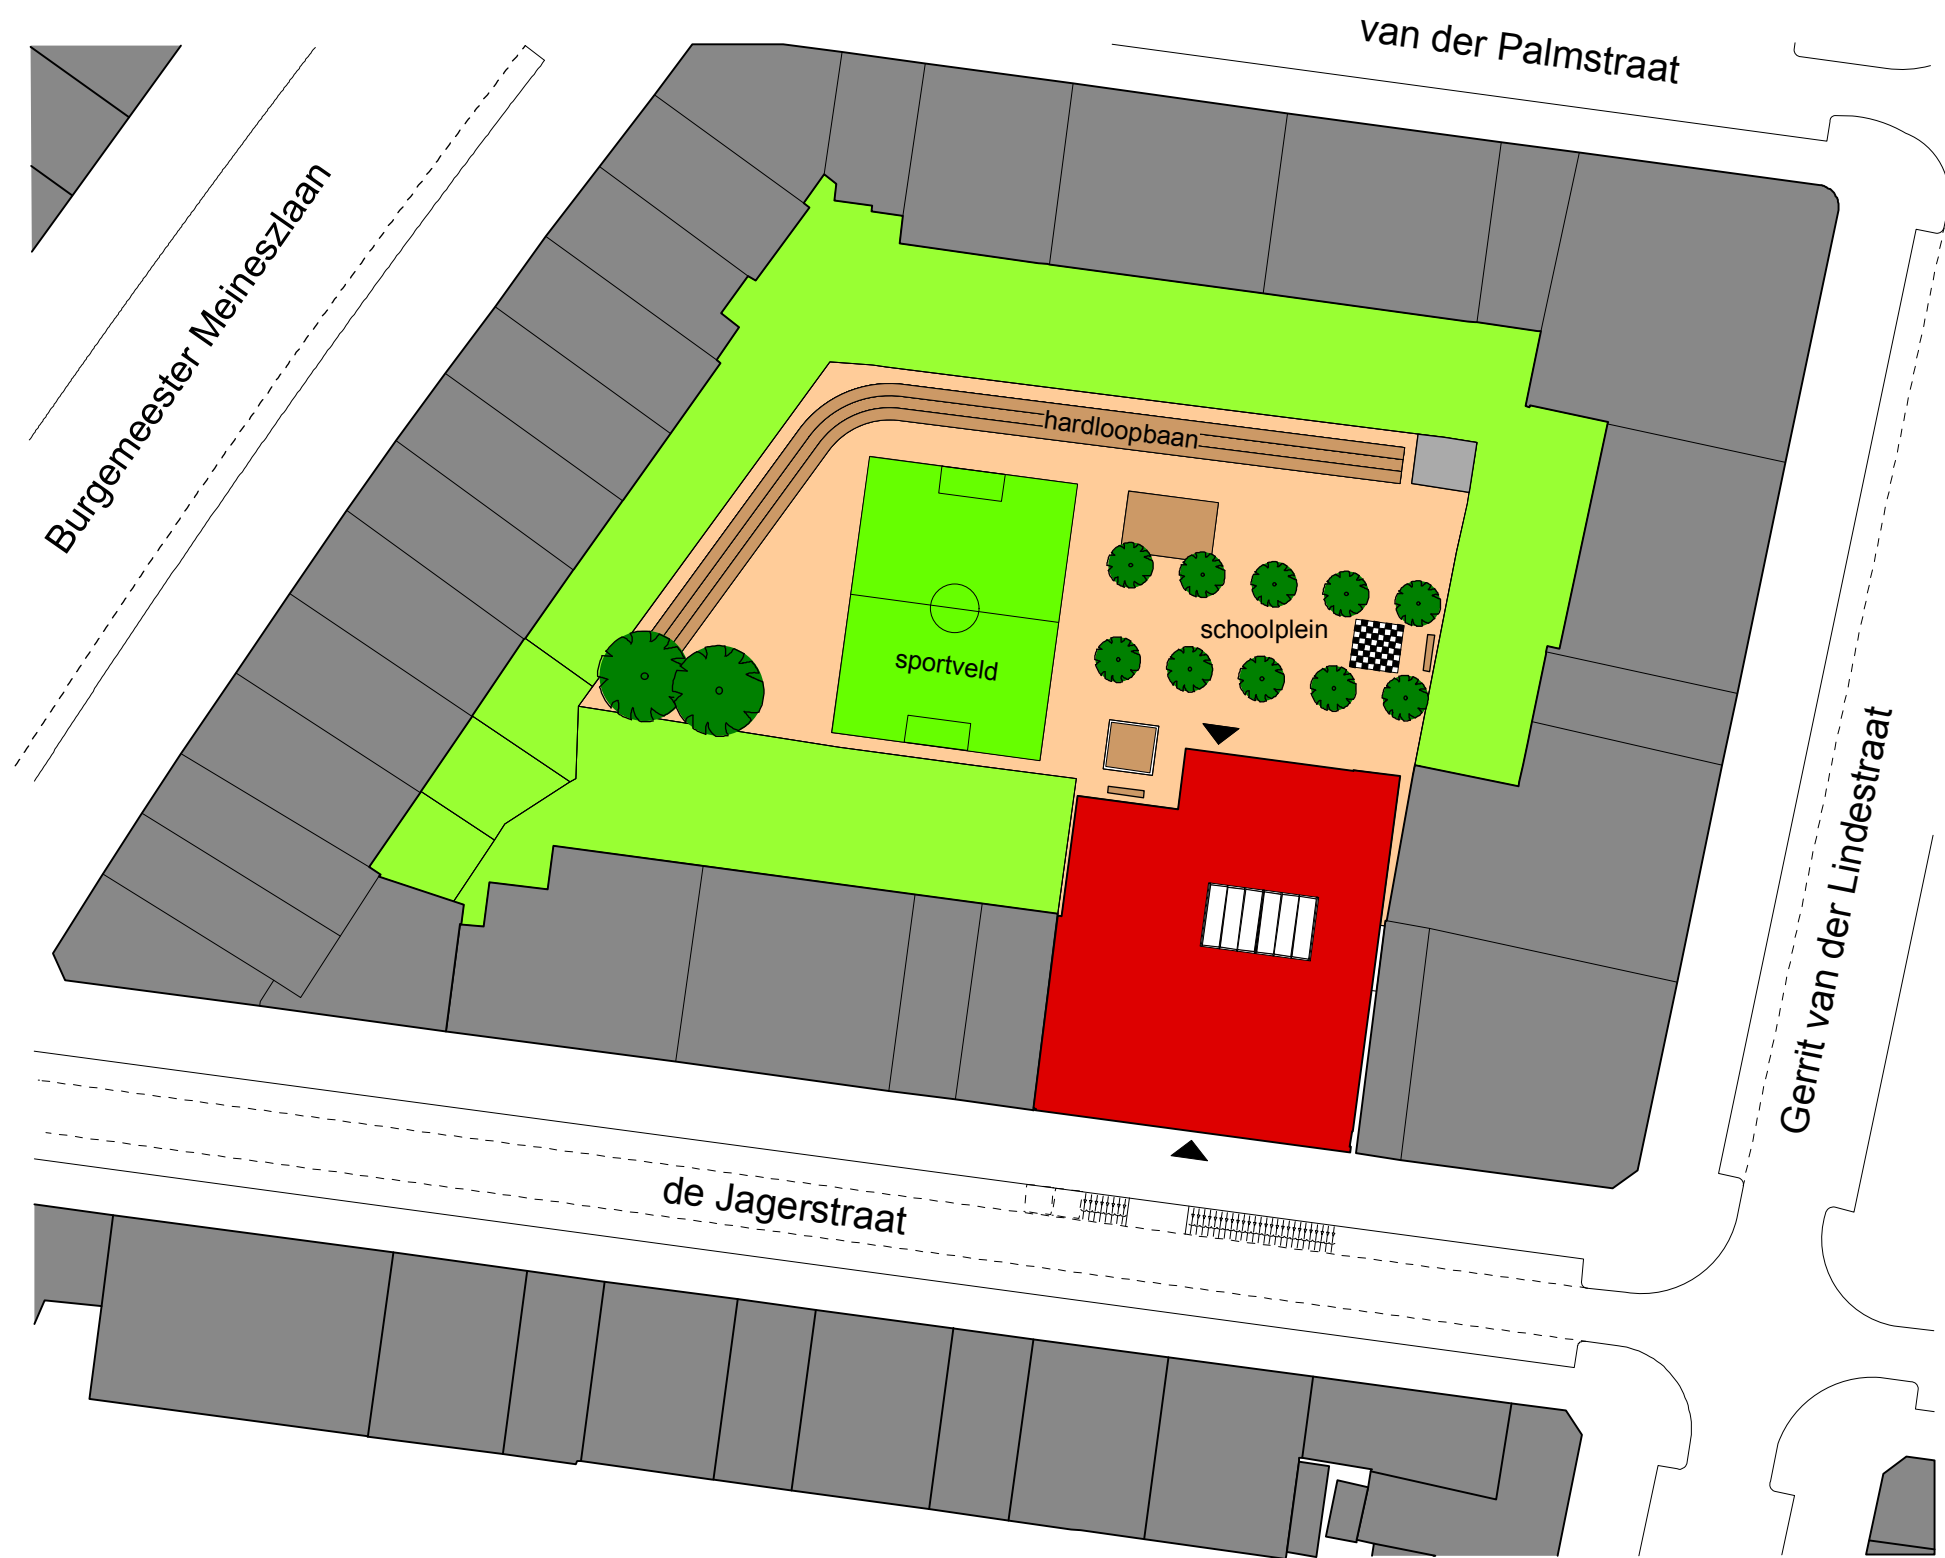 van der Palmstraat
Burgemeester Meineszlaan
hardloopbaan
schoolplein
sportveld
Gerrit van der Lindestraat
de Jagerstraat